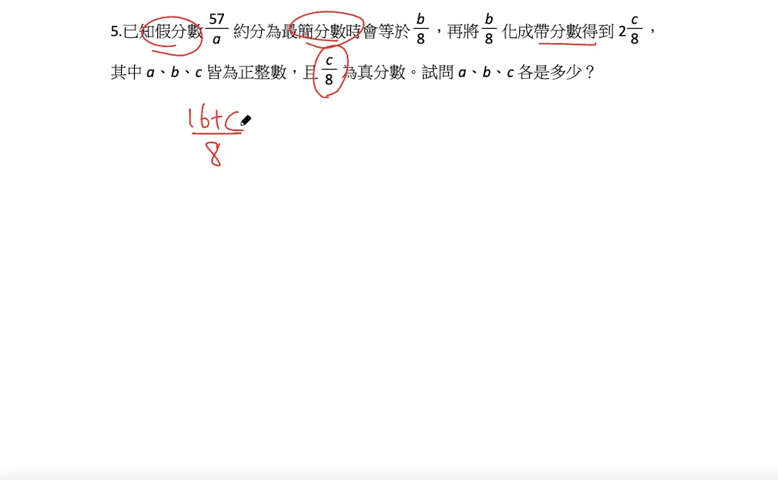 5.已知假分數 57/a 約分為最簡分數時會等於 b/8，再將 b/8 化成帶分數得到 2 c/8，
其中 a、b、c 皆為正整數，且 c/8 為真分數。試問 a、b、c 各是多少？
16+c
8